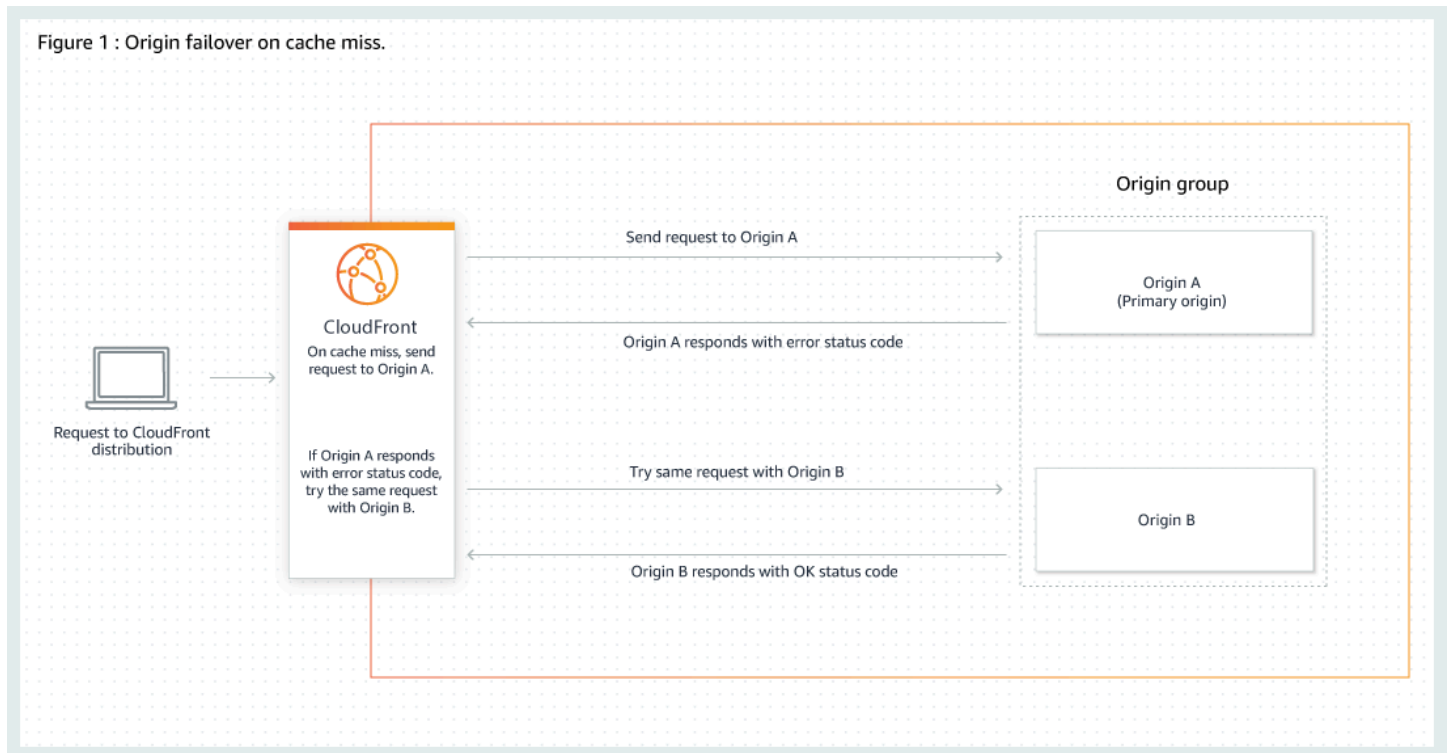 Figure 1 : Origin failover on cache miss.
Origin group
Send request to Origin A
Origin A
(Primary origin)
CloudFront
On cache miss, send
request to Origin A.
Origin A responds with error status code
Request to CloudFront
distribution
If Origin A responds
with error status code,
try the same request
with Origin B.
Try same request with Origin B
Origin B
Origin B responds with OK status code